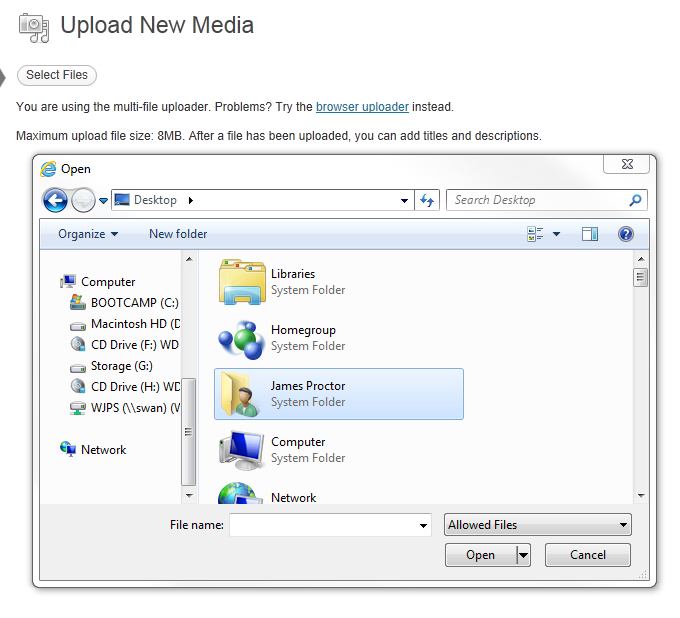 Upload New Media
Select Files
You are using the multi-file uploader. Problems? Try the browser uploader instead.
Maximum upload file size: 8MB. After a file has been uploaded, you can add titles and descriptions.
Open
Desktop
Search Desktop
Organize
New folder
Computer
BOOTCAMP (C:)
Macintosh HD (D
CD Drive (F:) WD
Storage (G:)
CD Drive (H:) WD
WJPS (\\swan) (W
Network
Libraries
System Folder
Homegroup
System Folder
James Proctor
System Folder
Computer
System Folder
Network
File name:
Allowed Files
Open
Cancel